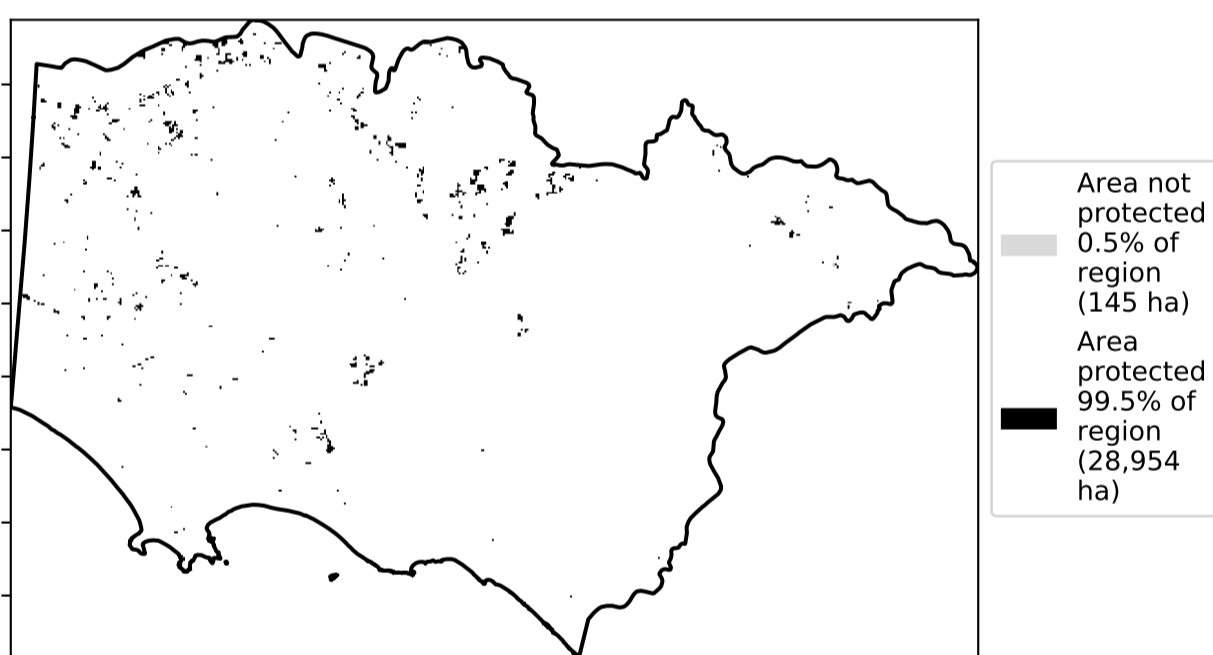 Area not
protected
0.5% of
region
(145 ha)
Area
protected
99.5% of
region
(28,954
ha)